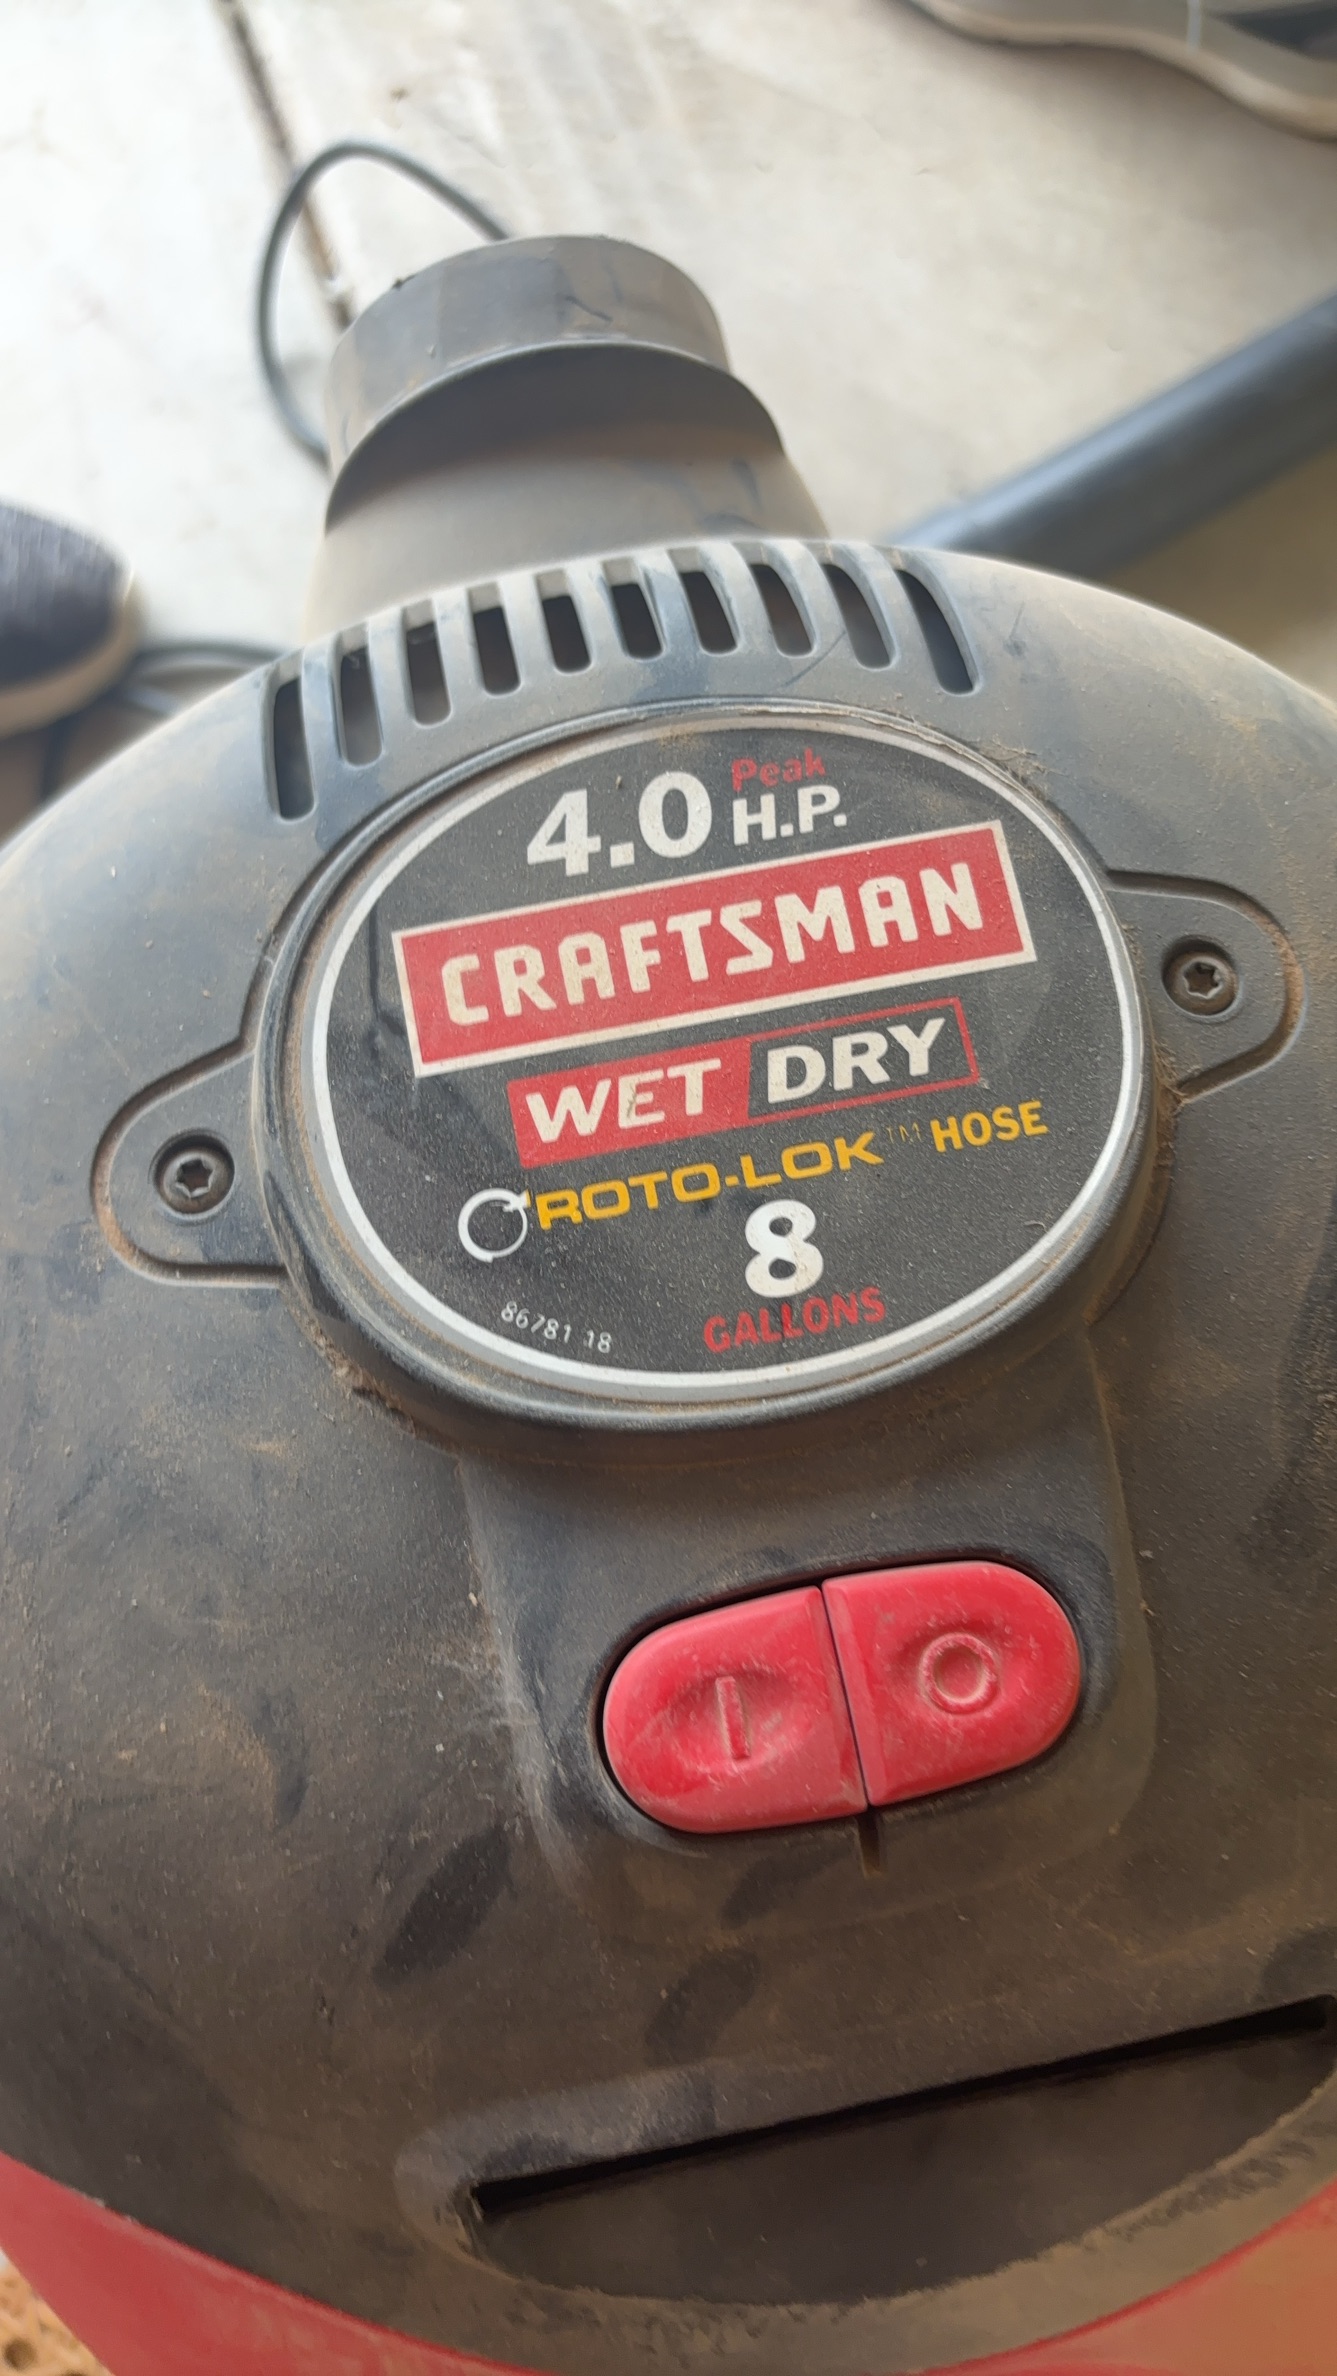 4.0 Peak H.P.
CRAFTSMAN
WET DRY
ROTO-LOK™ HOSE
8
GALLONS
86781 18
I O